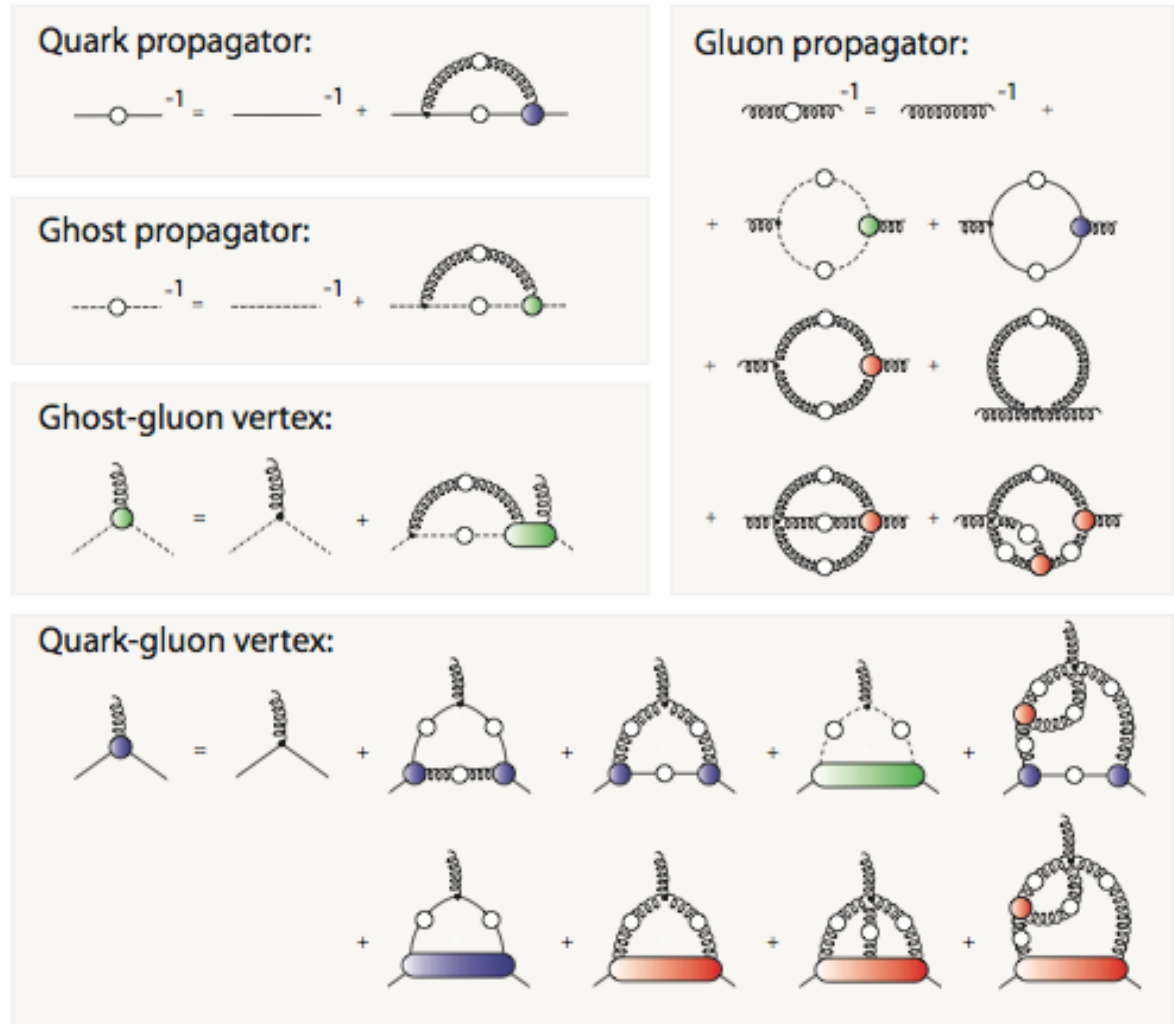 Quark propagator:
-1 = -1 +
Ghost propagator:
-1 = -1 +
Ghost-gluon vertex:
= +
Gluon propagator:
-1 = -1 +
+ +
+ +
+ +
Quark-gluon vertex:
= + + + +
+ + + +